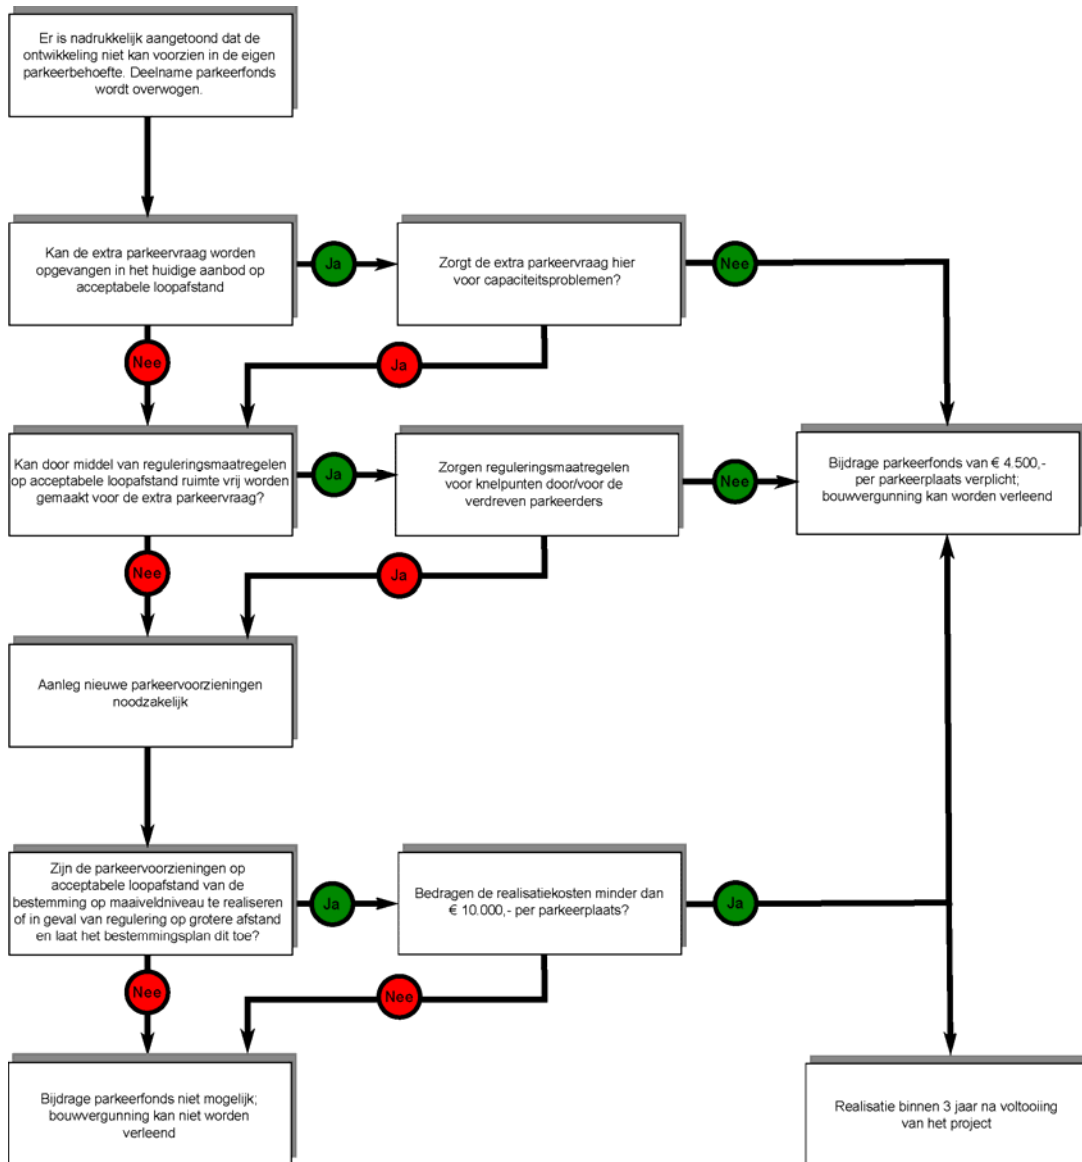 Er is nadrukkelijk aangetoond dat de
ontwikkeling niet kan voorzien in de eigen
parkeerbehoefte. Deelname parkeerfonds
wordt overwogen.
Kan de extra parkeervraag worden
opgevangen in het huidige aanbod op
acceptabele loopafstand
Ja
Zorgt de extra parkeervraag hier
voor capaciteitsproblemen?
Nee
Nee
Ja
Kan door middel van reguleringsmaatregelen
op acceptabele loopafstand ruimte vrij worden
gemaakt voor de extra parkeervraag?
Ja
Zorgen reguleringsmaatregelen
voor knelpunten door/voor de
verdreven parkeerders
Nee
Bijdrage parkeerfonds van € 4.500,-
per parkeerplaats verplicht;
bouwvergunning kan worden verleend
Nee
Ja
Aanleg nieuwe parkeervoorzieningen
noodzakelijk
Zijn de parkeervoorzieningen op
acceptabele loopafstand van de
bestemming op maaiveldniveau te realiseren
of in geval van regulering op grotere afstand
en laat het bestemmingsplan dit toe?
Ja
Bedragen de realisatiekosten minder dan
€ 10.000,- per parkeerplaats?
Ja
Nee
Nee
Bijdrage parkeerfonds niet mogelijk;
bouwvergunning kan niet worden
verleend
Realisatie binnen 3 jaar na voltooiing
van het project